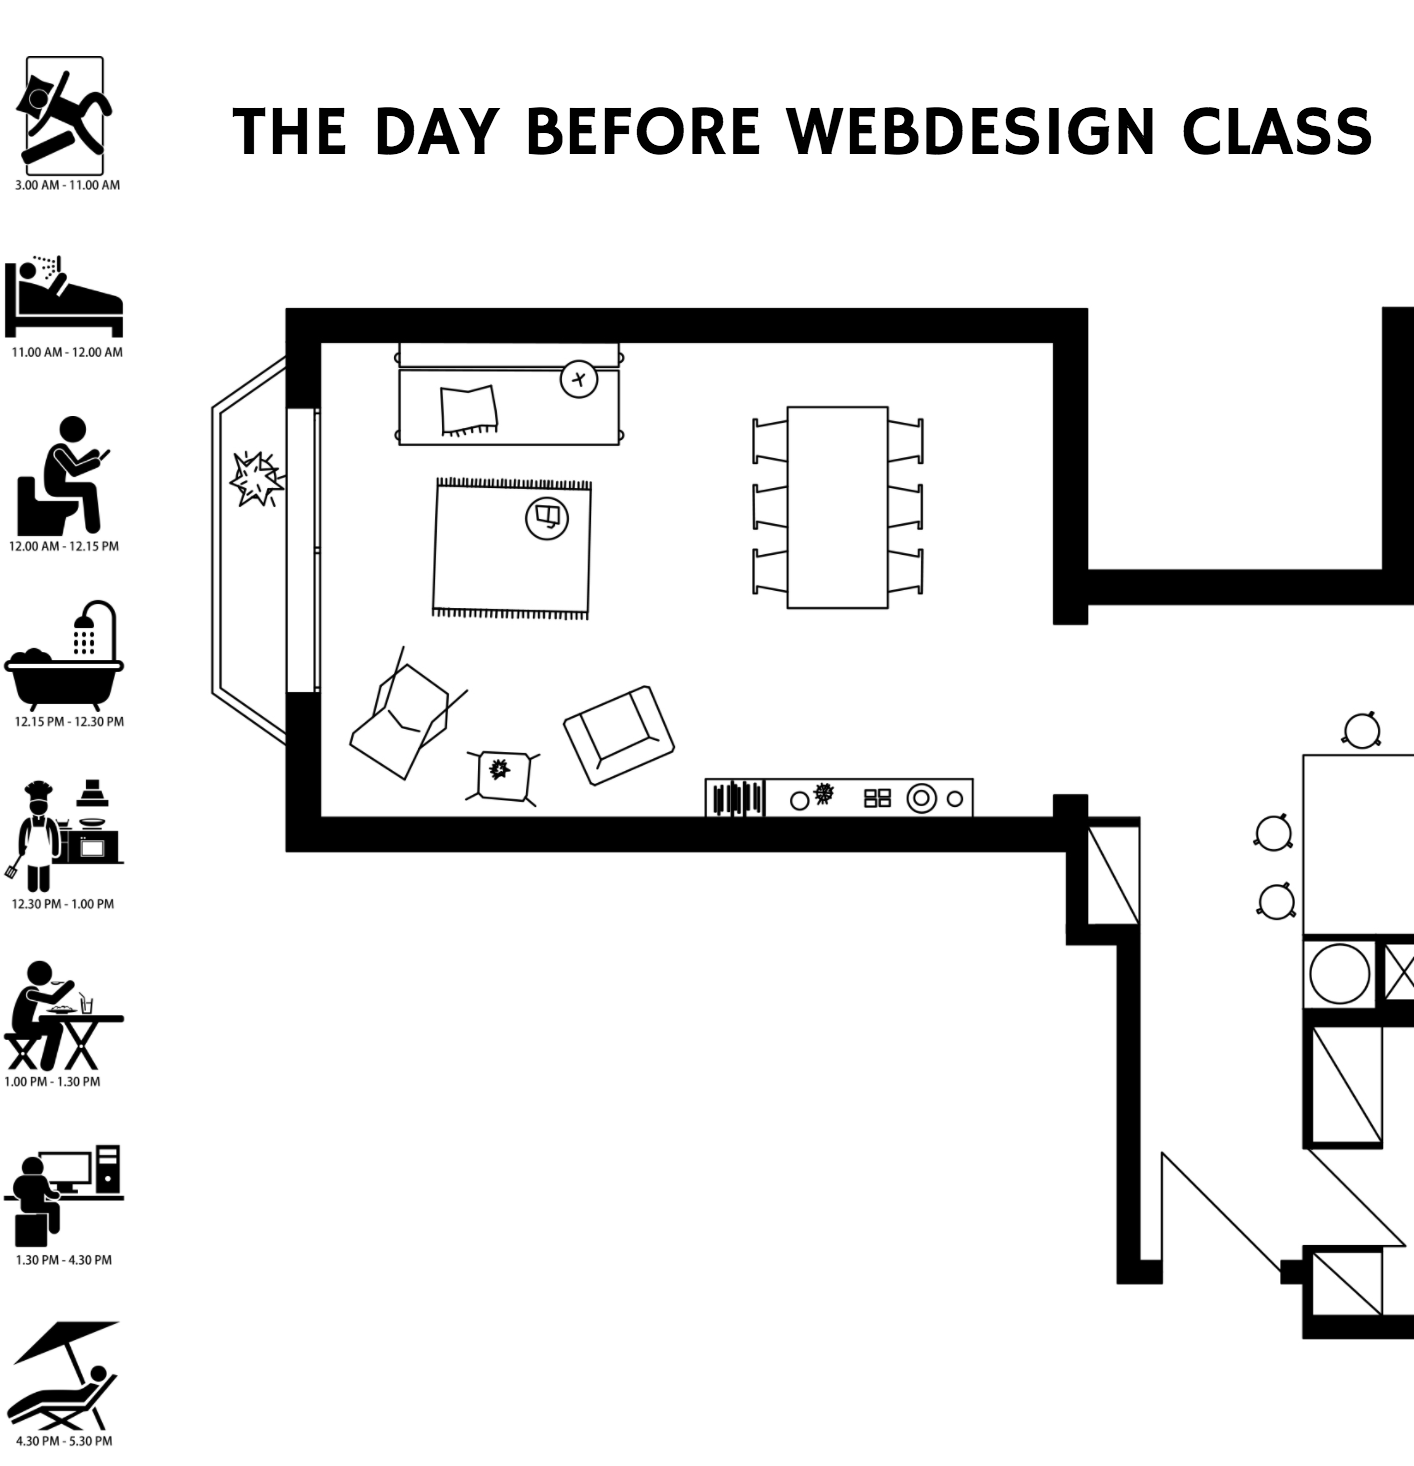 THE DAY BEFORE WEBDESIGN CLASS
3.00 AM - 11.00 AM
11.00 AM - 12.00 AM
12.00 AM - 12.15 PM
12.15 PM - 12.30 PM
12.30 PM - 1.00 PM
1.00 PM - 1.30 PM
1.30 PM - 4.30 PM
4.30 PM - 5.30 PM